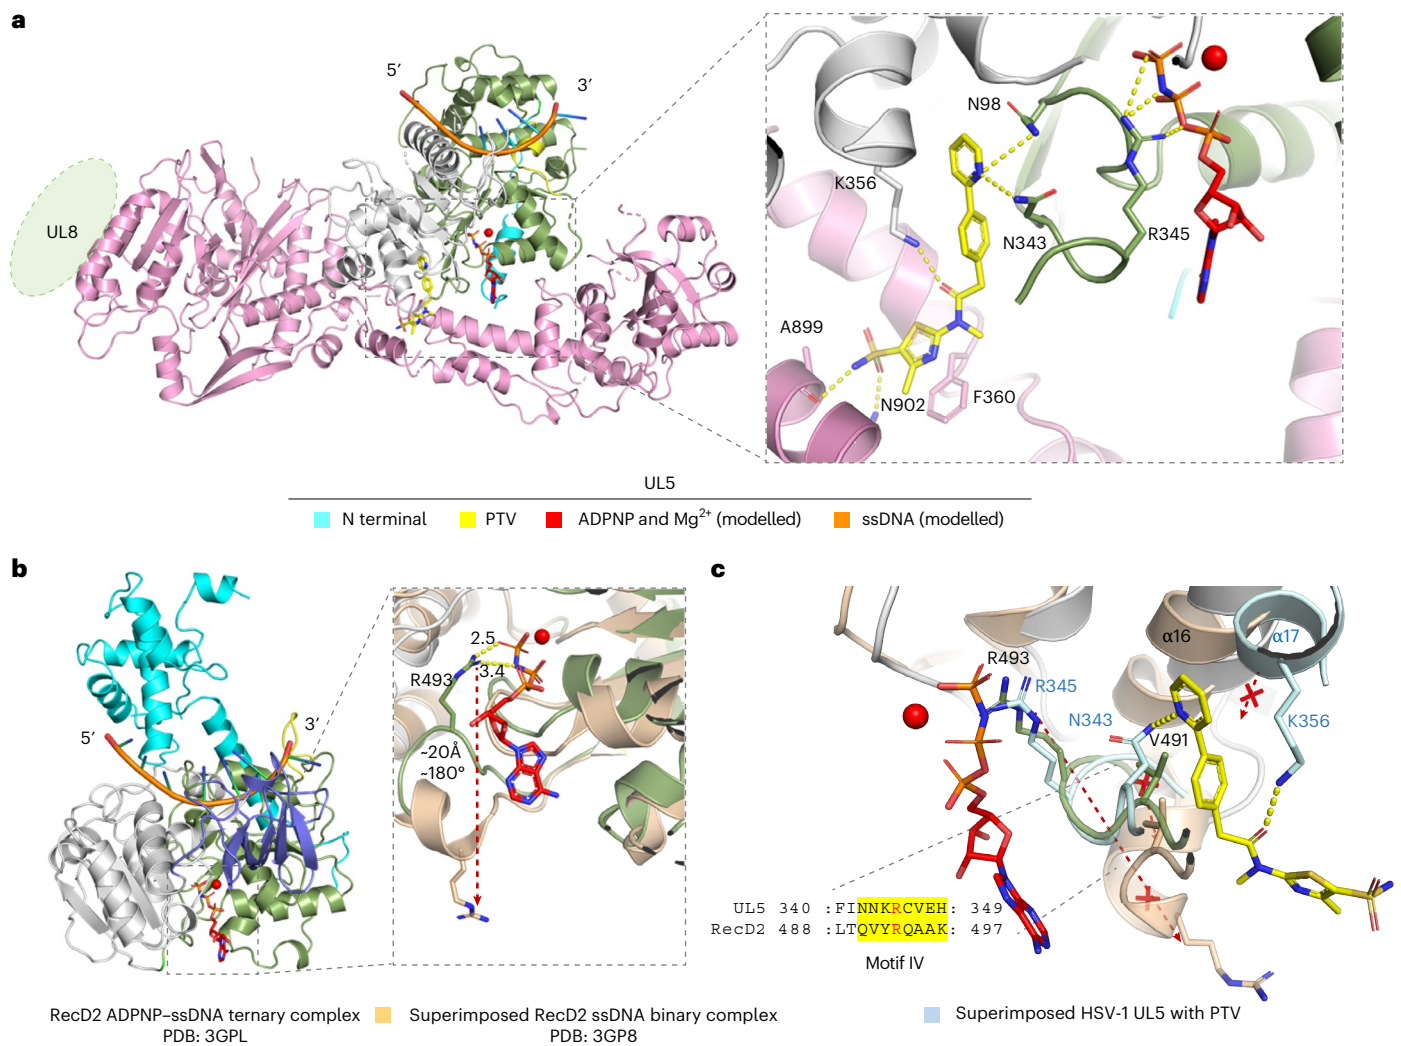 a
5′
3′
UL8
N98
K356
N343
R345
A899
N902
F360
UL5
N terminal
PTV
ADPNP and Mg2+ (modelled)
ssDNA (modelled)
b
5′
3′
2.5
3.4
R493
~20Å
~180°
RecD2 ADPNP–ssDNA ternary complex
PDB: 3GPL
Superimposed RecD2 ssDNA binary complex
PDB: 3GP8
c
α16
α17
R493
R345
N343
V491
K356
UL5 340 :FINNKRCVEH: 349
RecD2 488 :LTQVYRQAAK: 497
Motif IV
Superimposed HSV-1 UL5 with PTV